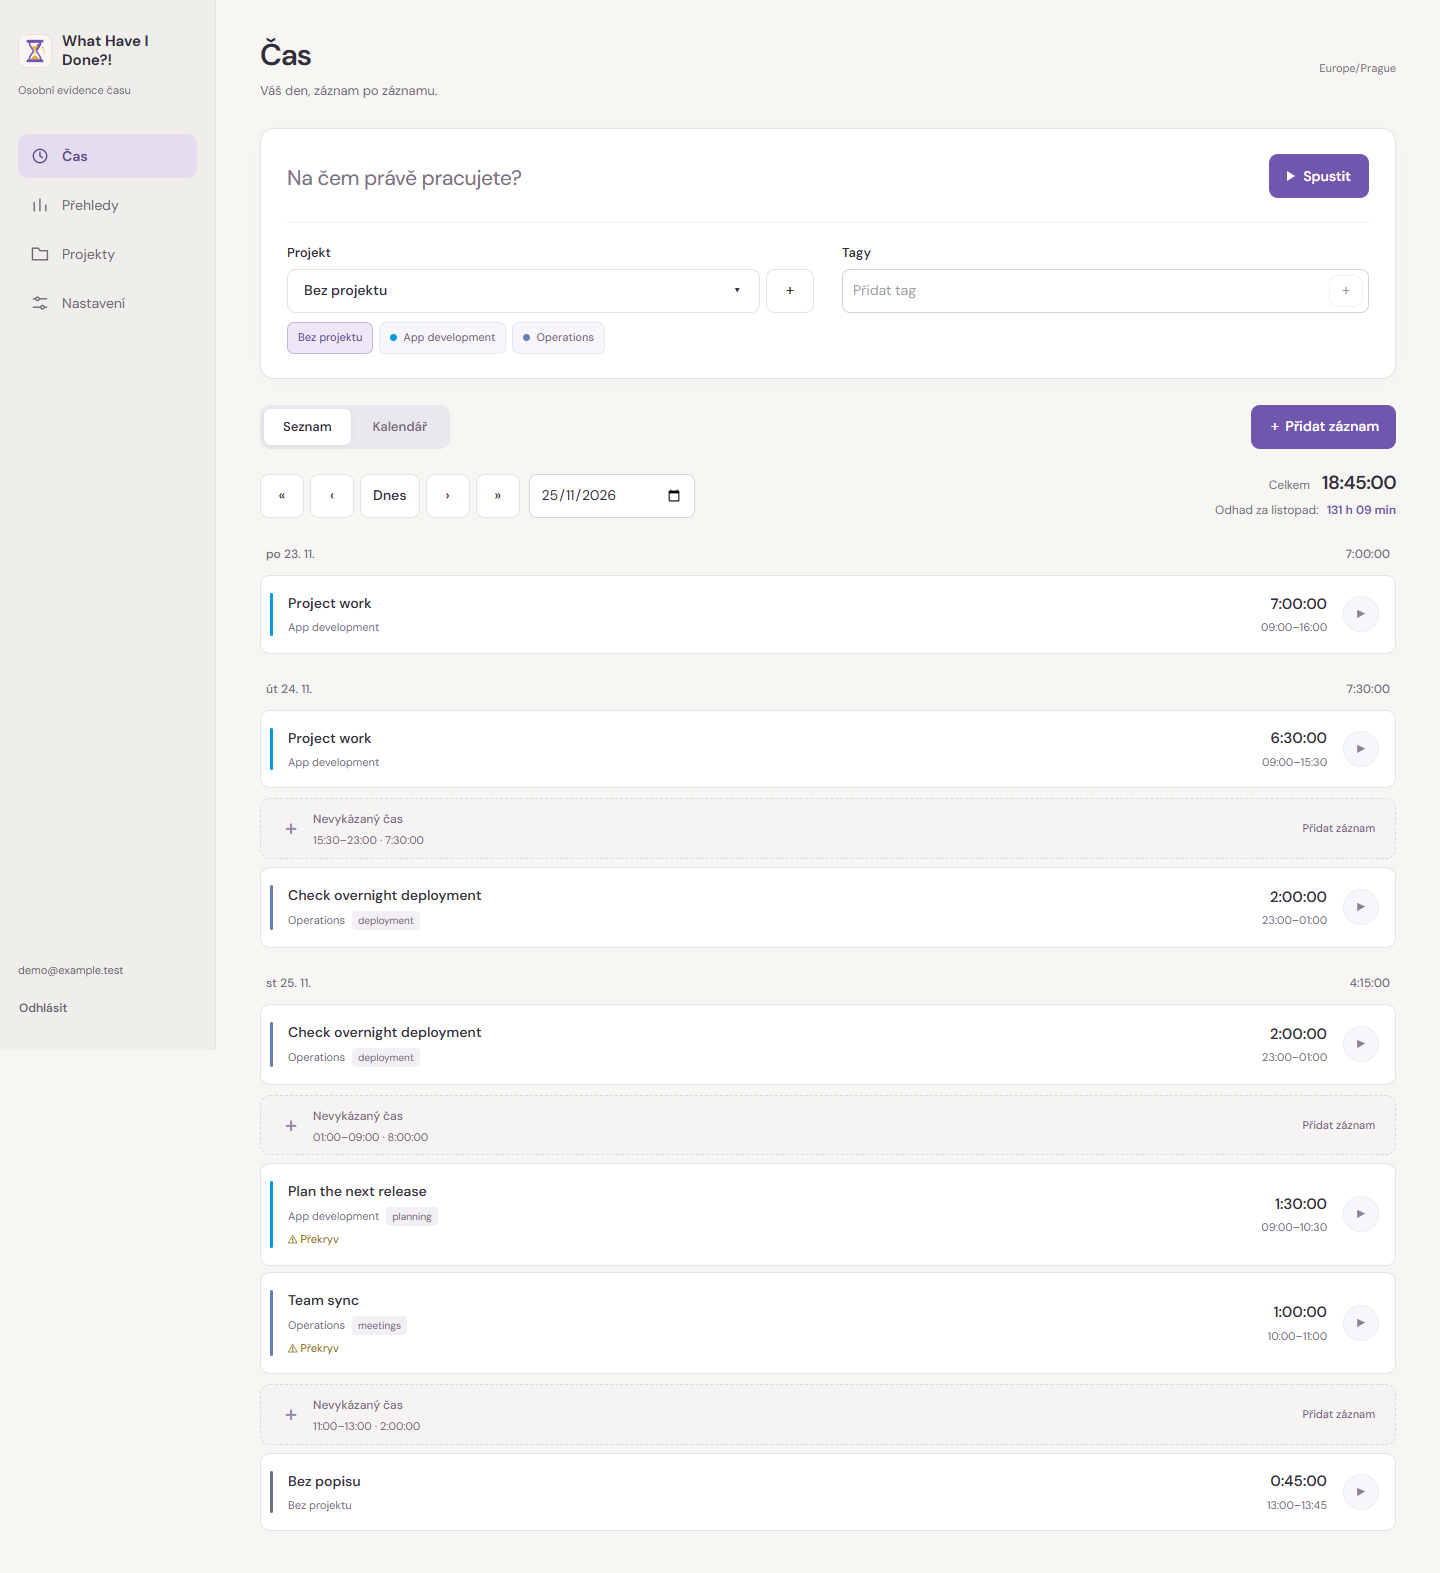 What Have I
Done?!
Osobní evidence času
Čas
Přehledy
Projekty
Nastavení
demo@example.test
Odhlásit
Čas
Váš den, záznam po záznamu.
Europe/Prague
Na čem právě pracujete?
Spustit
Projekt
Bez projektu
+
Bez projektu
App development
Operations
Tagy
Přidat tag
+
Seznam
Kalendář
+ Přidat záznam
«
‹
Dnes
›
»
25/11/2026
Celkem 18:45:00
Odhad za listopad: 131 h 09 min
po 23. 11.
7:00:00
Project work
App development
7:00:00
09:00–16:00
út 24. 11.
7:30:00
Project work
App development
6:30:00
09:00–15:30
+
Nevykázaný čas
15:30–23:00 · 7:30:00
Přidat záznam
Check overnight deployment
Operations deployment
2:00:00
23:00–01:00
st 25. 11.
4:15:00
Check overnight deployment
Operations deployment
2:00:00
23:00–01:00
+
Nevykázaný čas
01:00–09:00 · 8:00:00
Přidat záznam
Plan the next release
App development planning
⚠ Překryv
1:30:00
09:00–10:30
Team sync
Operations meetings
⚠ Překryv
1:00:00
10:00–11:00
+
Nevykázaný čas
11:00–13:00 · 2:00:00
Přidat záznam
Bez popisu
Bez projektu
0:45:00
13:00–13:45